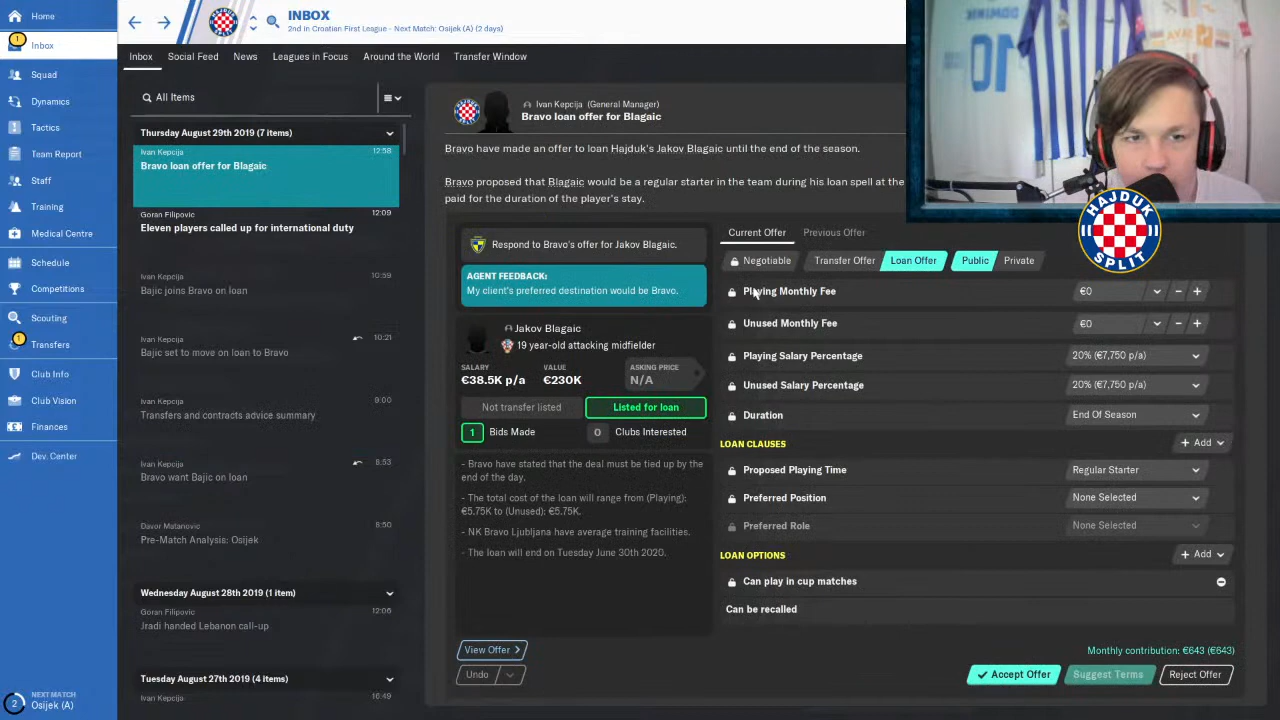 Home
INBOX
2nd in Croatian First League - Next Match: Osijek (A) (2 days)
1
Inbox
Squad
Dynamics
Tactics
Team Report
Staff
Training
Medical Centre
Schedule
Competitions
Scouting
1
Transfers
Club Info
Club Vision
Finances
Dev. Center
2
NEXT MATCH
Osijek (A)
Inbox
Social Feed
News
Leagues in Focus
Around the World
Transfer Window
All Items
Thursday August 29th 2019 (7 items)
Ivan Kepcija
12:58
Bravo loan offer for Blagaic
Goran Filipovic
12:09
Eleven players called up for international duty
Ivan Kepcija
10:59
Bajic joins Bravo on loan
Ivan Kepcija
10:21
Bajic set to move on loan to Bravo
Ivan Kepcija
9:00
Transfers and contracts advice summary
Ivan Kepcija
8:53
Bravo want Bajic on loan
Davor Matanovic
8:50
Pre-Match Analysis: Osijek
Wednesday August 28th 2019 (1 item)
Goran Filipovic
12:06
Jradi handed Lebanon call-up
Tuesday August 27th 2019 (4 items)
Ivan Kepcija
16:49
Ivan Kepcija (General Manager)
Bravo loan offer for Blagaic
Bravo have made an offer to loan Hajduk's Jakov Blagaic until the end of the season.
Bravo proposed that Blagaic would be a regular starter in the team during his loan spell at the
paid for the duration of the player's stay.
Respond to Bravo's offer for Jakov Blagaic.
AGENT FEEDBACK:
My client's preferred destination would be Bravo.
Jakov Blagaic
19 year-old attacking midfielder
SALARY
€38.5K p/a
VALUE
€230K
ASKING PRICE
N/A
Not transfer listed
Listed for loan
1
Bids Made
0
Clubs Interested
- Bravo have stated that the deal must be tied up by the
end of the day.
- The total cost of the loan will range from (Playing):
€5.75K to (Unused): €5.75K.
- NK Bravo Ljubljana have average training facilities.
- The loan will end on Tuesday June 30th 2020.
View Offer
Undo
Current Offer
Previous Offer
Negotiable
Transfer Offer
Loan Offer
Public
Private
Playing Monthly Fee
€0
Unused Monthly Fee
€0
Playing Salary Percentage
20% (€7,750 p/a)
Unused Salary Percentage
20% (€7,750 p/a)
Duration
End Of Season
LOAN CLAUSES
Add
Proposed Playing Time
Regular Starter
Preferred Position
None Selected
Preferred Role
None Selected
LOAN OPTIONS
Add
Can play in cup matches
Can be recalled
Monthly contribution: €643 (€643)
Accept Offer
Suggest Terms
Reject Offer
DOMINIK
10
HAJDUK
SPLIT